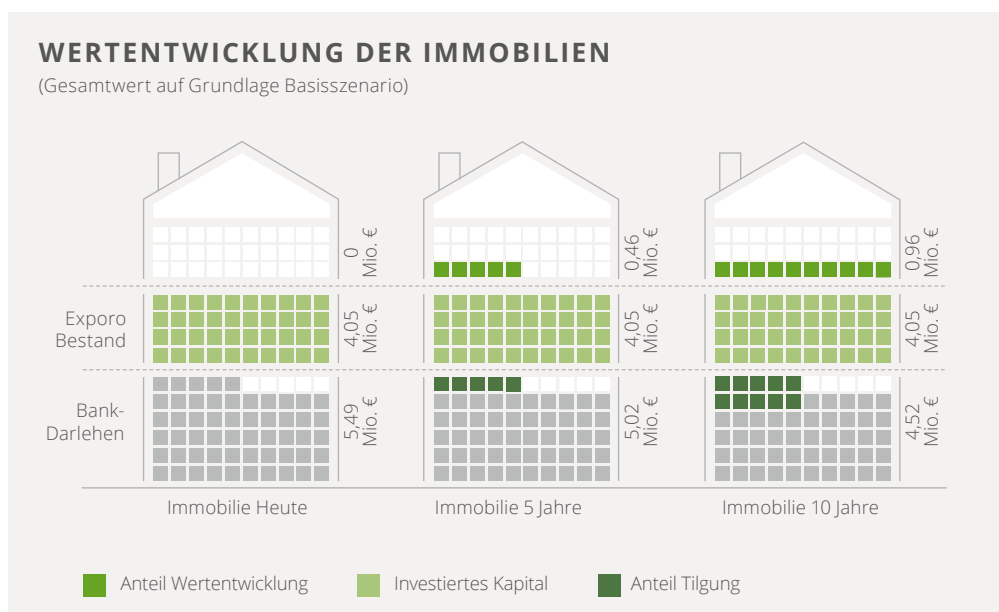 WERTENTWICKLUNG DER IMMOBILIEN
(Gesamtwert auf Grundlage Basisszenario)
0
Mio. €
0,46
Mio. €
0,96
Mio. €
Exporo
Bestand
4,05
Mio. €
4,05
Mio. €
4,05
Mio. €
Bank-
Darlehen
5,49
Mio. €
5,02
Mio. €
4,52
Mio. €
Immobilie Heute
Immobilie 5 Jahre
Immobilie 10 Jahre
Anteil Wertentwicklung
Investiertes Kapital
Anteil Tilgung